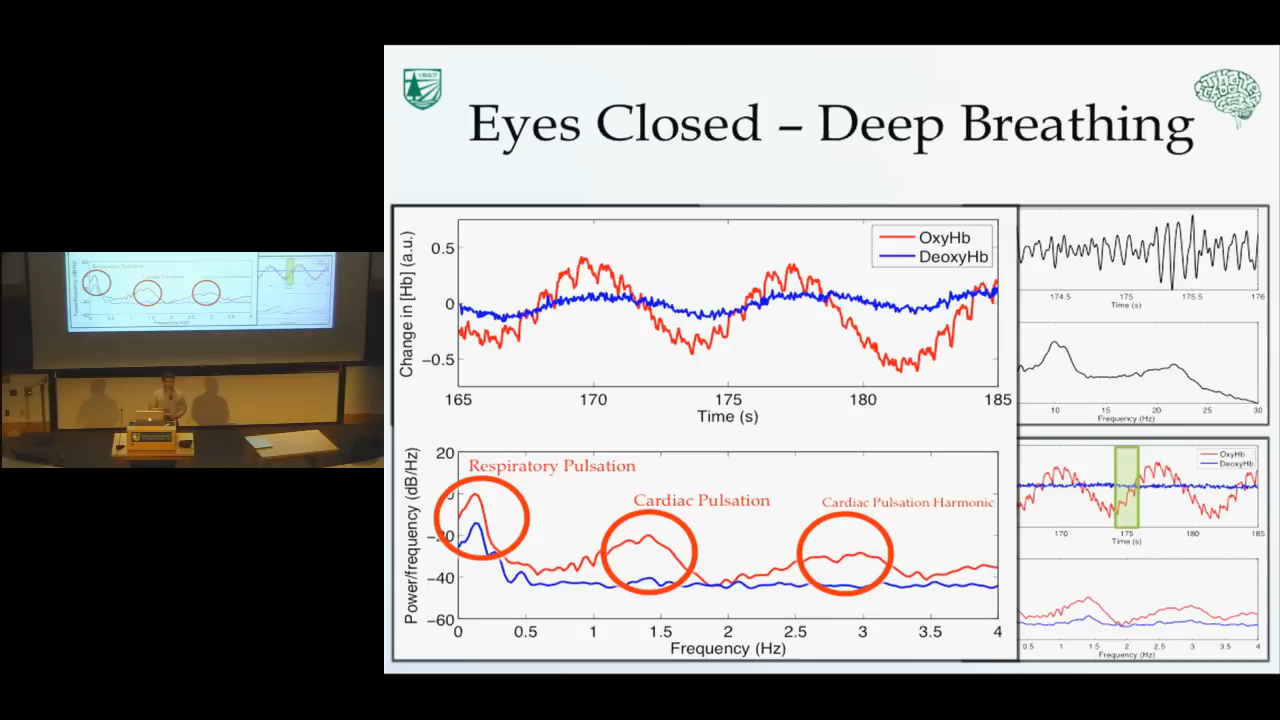 1867
Eyes Closed – Deep Breathing
Change in [Hb] (a.u.)
0.5
0
−0.5
OxyHb
DeoxyHb
165 170 175 180 185
Time (s)
174.5 175 175.5 176
Time (s)
10 15 20 25 30
Frequency (Hz)
Power/frequency (dB/Hz)
20
0
−20
−40
−60
Respiratory Pulsation
Cardiac Pulsation
Cardiac Pulsation Harmonic
0 0.5 1 1.5 2 2.5 3 3.5 4
Frequency (Hz)
OxyHb
DeoxyHb
170 175 180 185
Time (s)
0.5 1 1.5 2 2.5 3 3.5 4
Frequency (Hz)